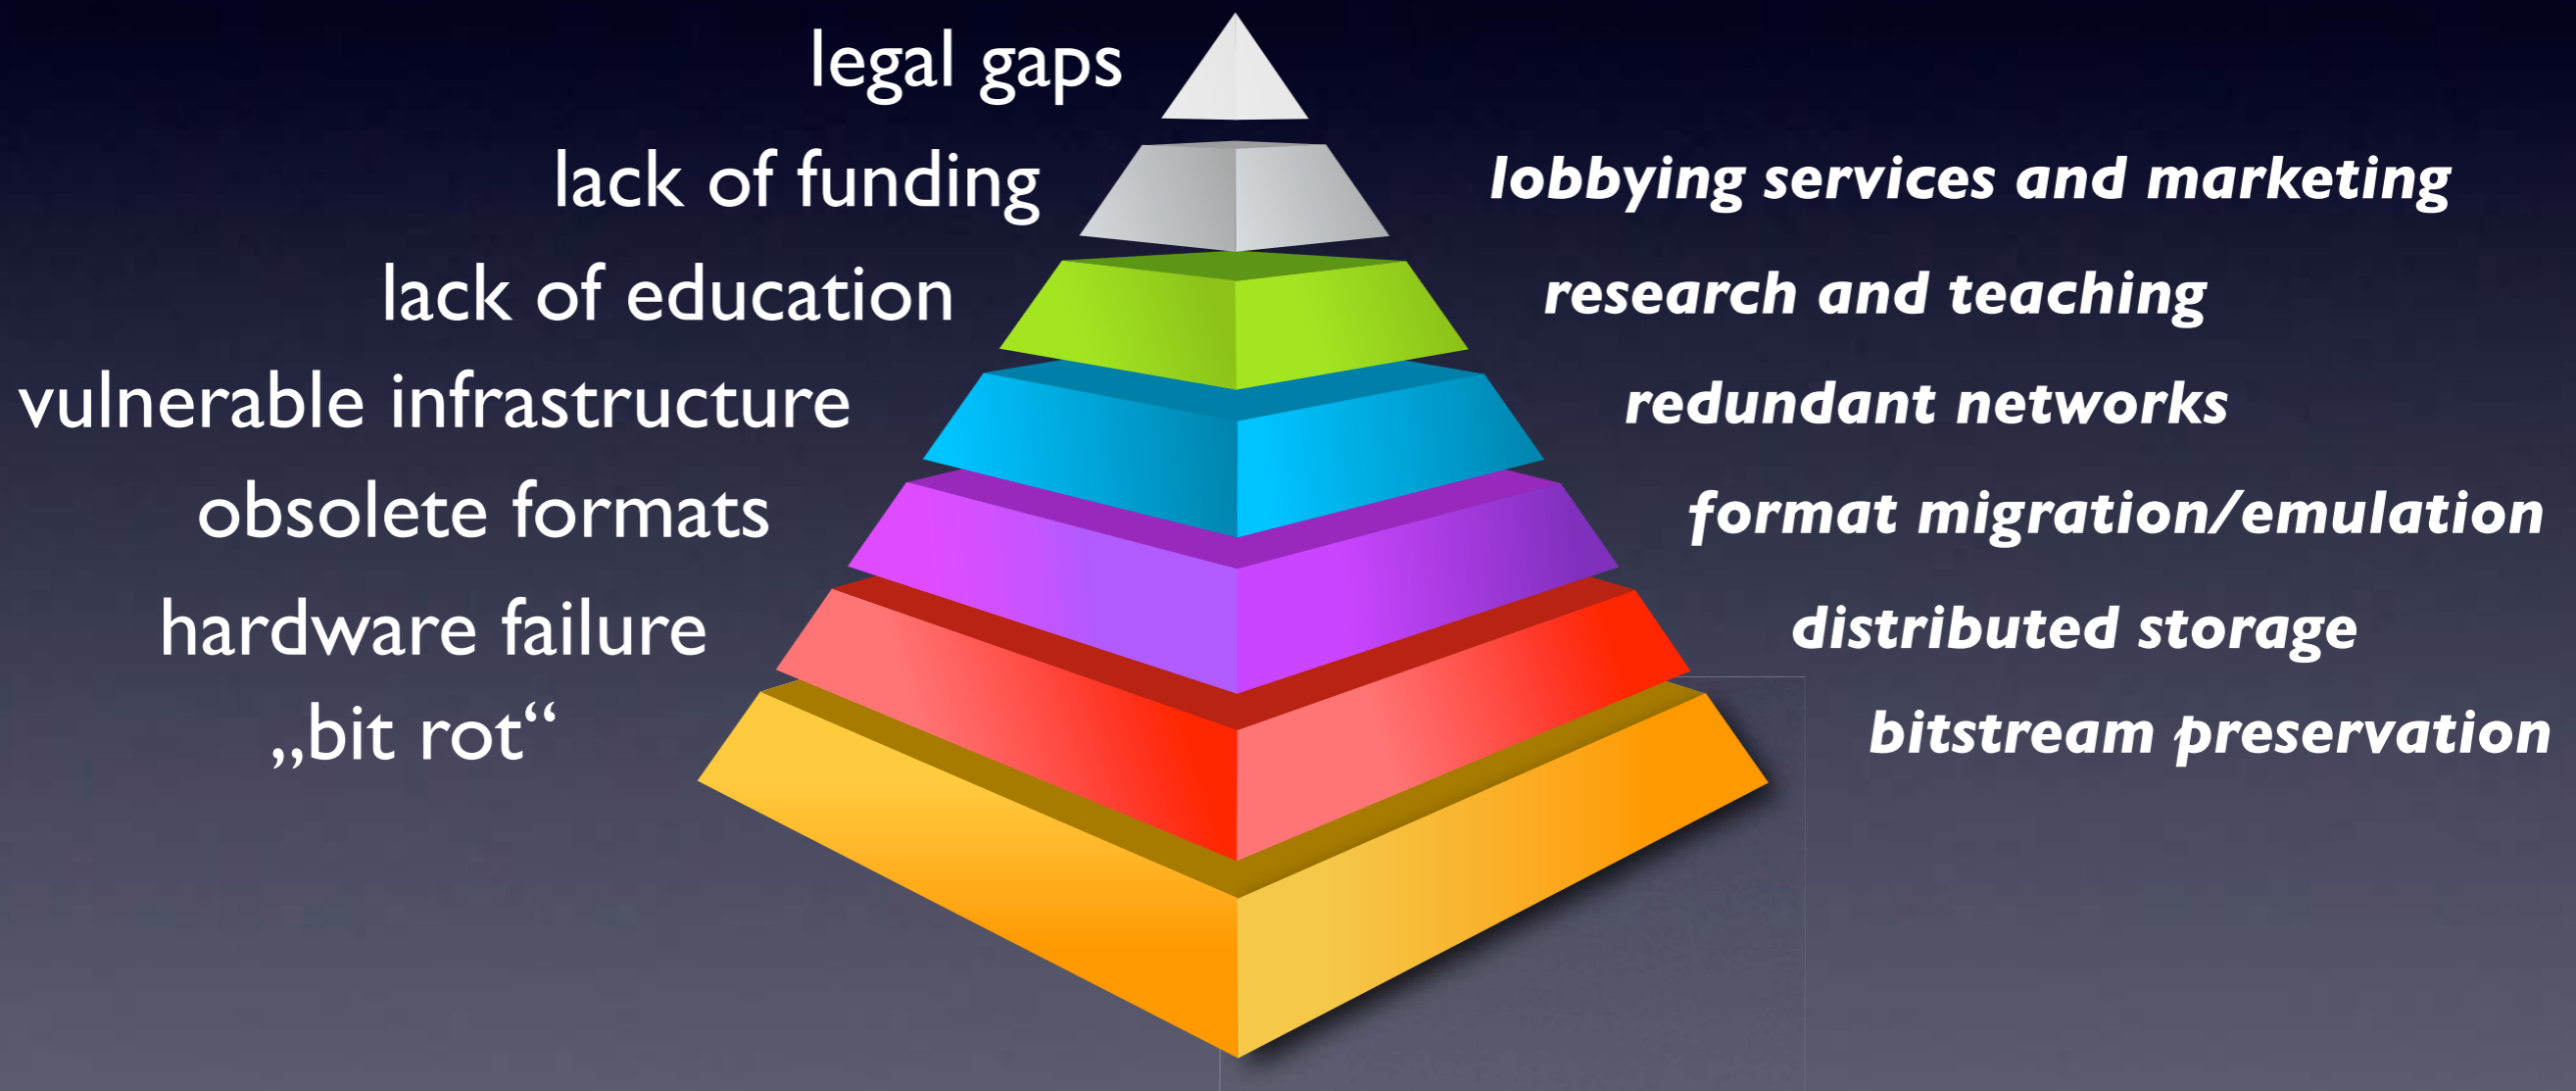 legal gaps
lack of funding
lobbying services and marketing
lack of education
research and teaching
vulnerable infrastructure
redundant networks
obsolete formats
format migration/emulation
hardware failure
distributed storage
„bit rot“
bitstream preservation